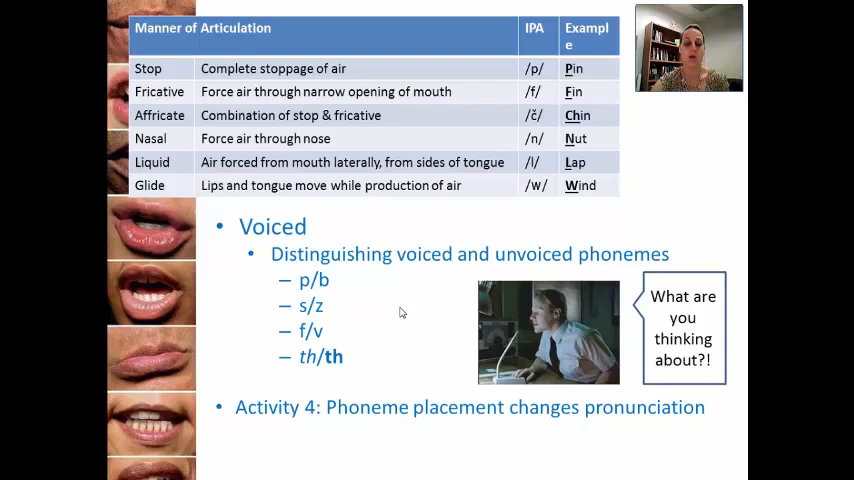 Manner of Articulation IPA Exampl
e
Stop Complete stoppage of air /p/ Pin
Fricative Force air through narrow opening of mouth /f/ Fin
Affricate Combination of stop & fricative /č/ Chin
Nasal Force air through nose /n/ Nut
Liquid Air forced from mouth laterally, from sides of tongue /l/ Lap
Glide Lips and tongue move while production of air /w/ Wind
• Voiced
• Distinguishing voiced and unvoiced phonemes
– p/b
– s/z
– f/v
– th/th
What are
you
thinking
about?!
• Activity 4: Phoneme placement changes pronunciation